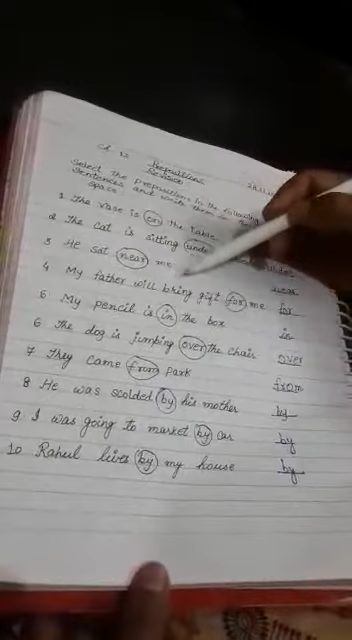 Prepositions
Revision
Select the prepositions in the following
sentences and write them in
space.
1 The vase is on the table
2 The cat is sitting under
3 He sat near me near
4 My father will bring gift for me for
5 My pencil is in the box in
6 The dog is jumping over the chair over
7 They came from park from
8 He was scolded by his mother by
9 I was going to market by car by
10 Rahul lives by my house by